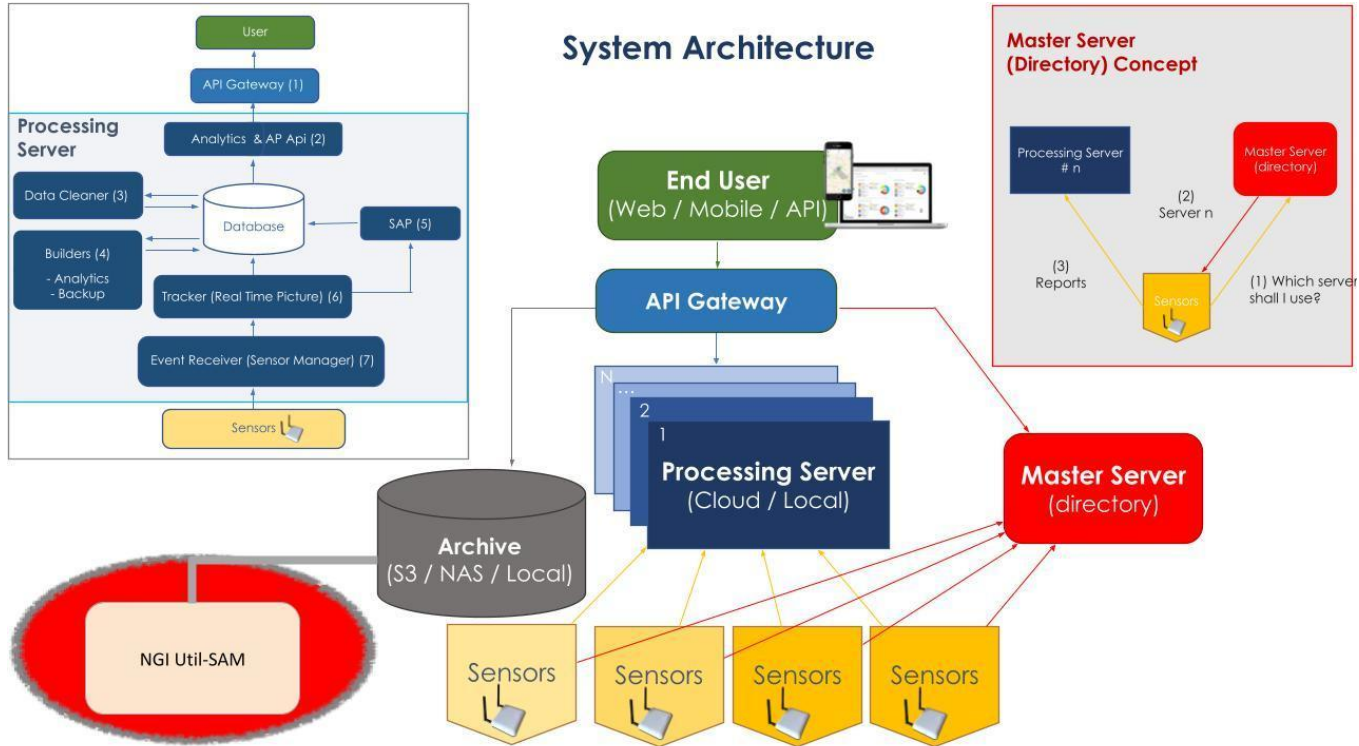 System Architecture
User
API Gateway (1)
Processing
Server
Analytics & AP Api (2)
Data Cleaner (3)
Database
SAP (5)
Builders (4)
- Analytics
- Backup
Tracker (Real Time Picture) (6)
Event Receiver (Sensor Manager) (7)
Sensors
Master Server
(Directory) Concept
Processing Server
# n
Master Server
(directory)
(2)
Server n
(3)
Reports
(1) Which server
shall I use?
Sensors
End User
(Web / Mobile / API)
API Gateway
N
...
2
1
Processing Server
(Cloud / Local)
Master Server
(directory)
Archive
(S3 / NAS / Local)
NGI Util-SAM
Sensors
Sensors
Sensors
Sensors